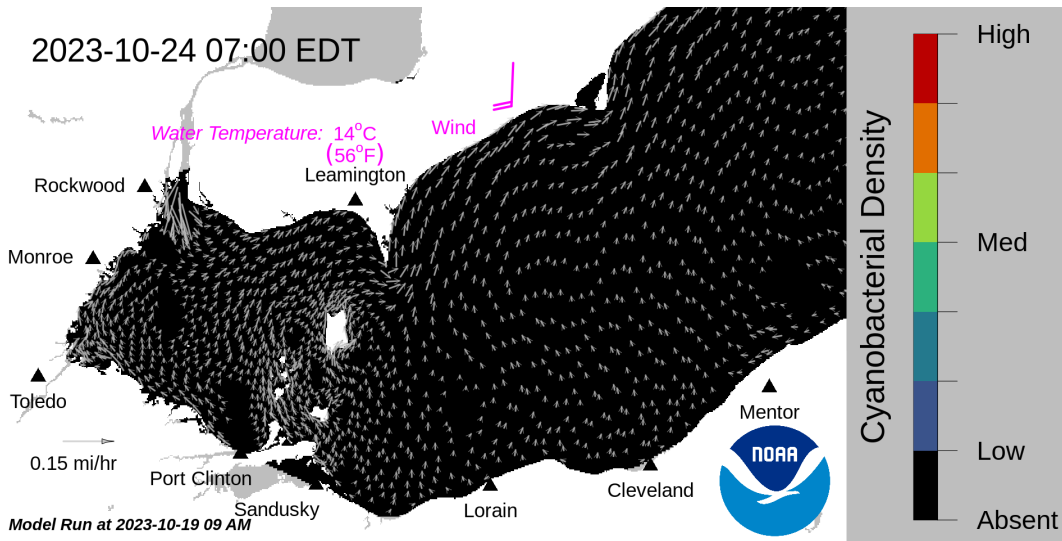 2023-10-24 07:00 EDT
High
Wind
Water Temperature: 14°C
(56°F)
Leamington
Rockwood
Cyanobacterial Density
Monroe
Med
Toledo
Mentor
0.15 mi/hr
NOAA
Low
Port Clinton
Sandusky
Lorain
Cleveland
Model Run at 2023-10-19 09 AM
Absent